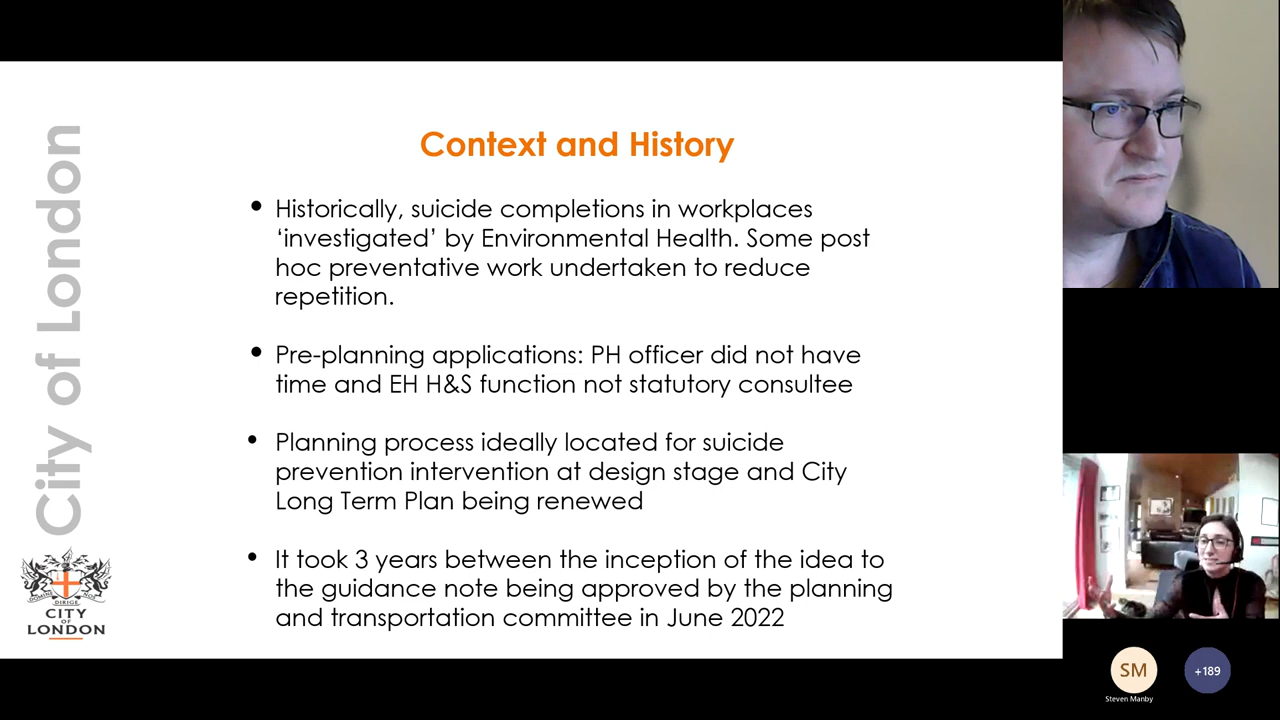 City of London
Context and History
• Historically, suicide completions in workplaces
‘investigated’ by Environmental Health. Some post
hoc preventative work undertaken to reduce
repetition.
• Pre-planning applications: PH officer did not have
time and EH H&S function not statutory consultee
• Planning process ideally located for suicide
prevention intervention at design stage and City
Long Term Plan being renewed
• It took 3 years between the inception of the idea to
the guidance note being approved by the planning
and transportation committee in June 2022
CITY
OF
LONDON
SM
+189
Steven Manby